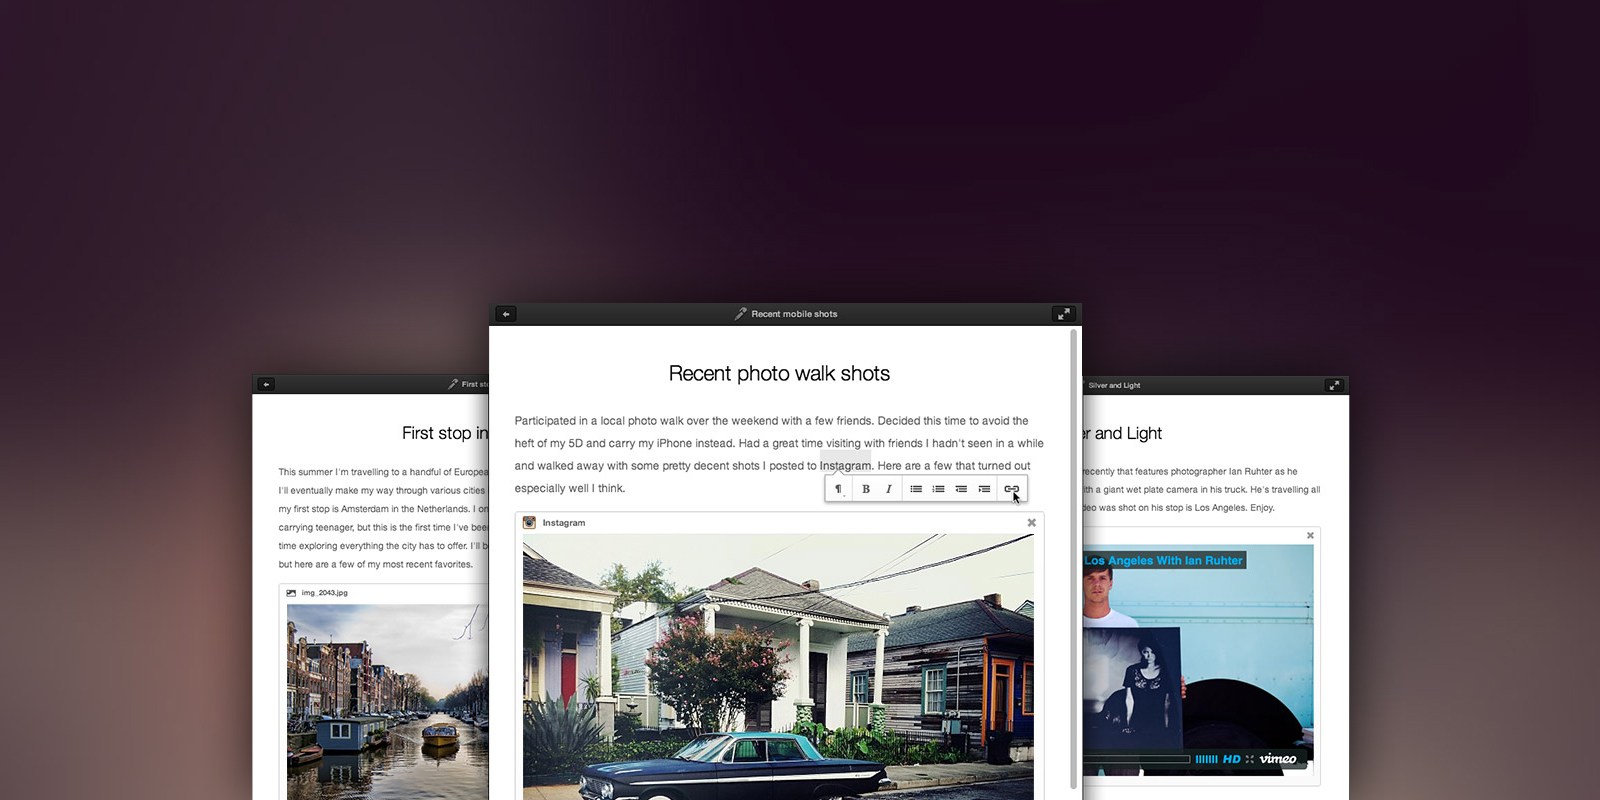 Recent mobile shots
Recent photo walk shots
Participated in a local photo walk over the weekend with a few friends. Decided this time to avoid the
heft of my 5D and carry my iPhone instead. Had a great time visiting with friends I hadn't seen in a while
and walked away with some pretty decent shots I posted to Instagram. Here are a few that turned out
especially well I think.
¶ B I
Instagram
First sto
First stop in
This summer I'm travelling to a handful of Europea
I'll eventually make my way through various cities
my first stop is Amsterdam in the Netherlands. I on
carrying teenager, but this is the first time I've bee
time exploring everything the city has to offer. I'll b
but here are a few of my most recent favorites.
img_2043.jpg
Silver and Light
er and Light
recently that features photographer Ian Ruhter as he
ith a giant wet plate camera in his truck. He's travelling all
deo was shot on his stop is Los Angeles. Enjoy.
Los Angeles With Ian Ruhter
HD vimeo